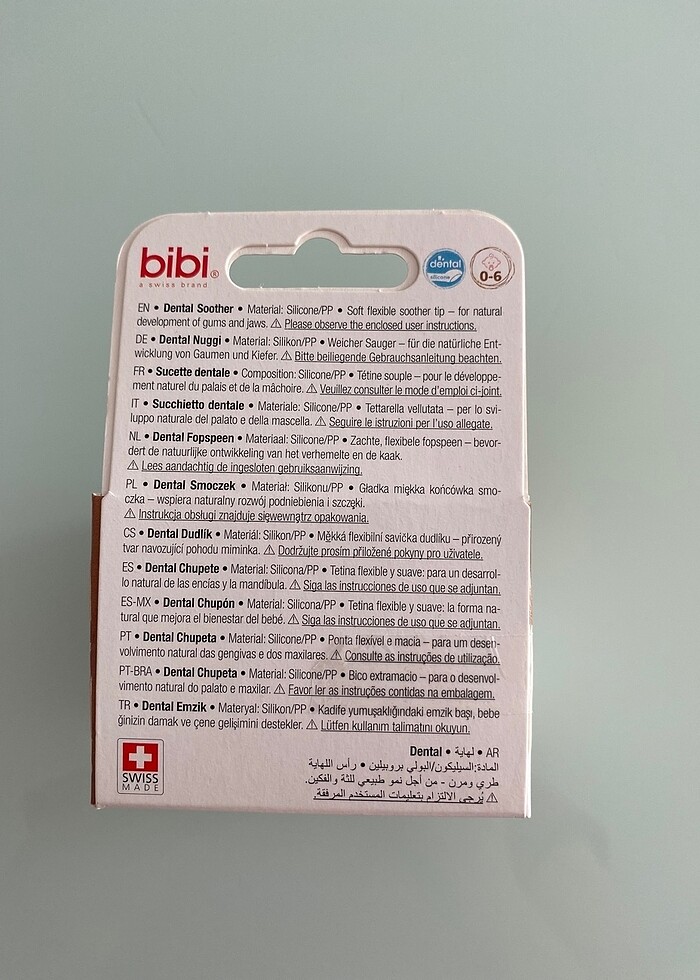 bibi®
a swiss brand
dental
silicone
0-6
EN • Dental Soother • Material: Silicone/PP • Soft flexible soother tip – for natural
development of gums and jaws. ⚠ Please observe the enclosed user instructions.
DE • Dental Nuggi • Material: Silikon/PP • Weicher Sauger – für die natürliche Ent-
wicklung von Gaumen und Kiefer. ⚠ Bitte beiliegende Gebrauchsanleitung beachten.
FR • Sucette dentale • Composition: Silicone/PP • Tétine souple – pour le développe-
ment naturel du palais et de la mâchoire. ⚠ Veuillez consulter le mode d'emploi ci-joint.
IT • Succhietto dentale • Materiale: Silicone/PP • Tettarella vellutata – per lo svi-
luppo naturale del palato e della mascella. ⚠ Seguire le istruzioni per l'uso allegate.
NL • Dental Fopspeen • Materiaal: Silicone/PP • Zachte, flexibele fopspeen – bevor-
dert de natuurlijke ontwikkeling van het verhemelte en de kaak.
⚠ Lees aandachtig de ingesloten gebruiksaanwijzing.
PL • Dental Smoczek • Materiał: Silikonu/PP • Gładka miękka końcówka smo-
czka – wspiera naturalny rozwój podniebienia i szczęki.
⚠ Instrukcja obsługi znajduje sięwewnątrz opakowania.
CS • Dental Dudlík • Materiál: Silikon/PP • Měkká flexibilní savička dudlíku – přirozený
tvar navozující pohodu miminka. ⚠ Dodržujte prosím přiložené pokyny pro uživatele.
ES • Dental Chupete • Material: Silicona/PP • Tetina flexible y suave: para un desarrol-
lo natural de las encías y la mandíbula. ⚠ Siga las instrucciones de uso que se adjuntan.
ES-MX • Dental Chupón • Material: Silicona/PP • Tetina flexible y suave: la forma na-
tural que mejora el bienestar del bebé. ⚠ Siga las instrucciones de uso que se adjuntan.
PT • Dental Chupeta • Material: Silicone/PP • Ponta flexível e macia – para um desen-
volvimento natural das gengivas e dos maxilares. ⚠ Consulte as instruções de utilização.
PT-BRA • Dental Chupeta • Material: Silicone/PP • Bico extramacio – para o desenvol-
vimento natural do palato e maxilar. ⚠ Favor ler as instruções contidas na embalagem.
TR • Dental Emzik • Materyal: Silikon/PP • Kadife yumuşaklığındaki emzik başı, bebe
ğinizin damak ve çene gelişimini destekler. ⚠ Lütfen kullanım talimatını okuyun.
AR • لهاية • Dental
المادة:السيليكون/البولي بروبيلين • رأس اللهاية
طري ومرن - من أجل نمو طبيعي للثة والفكين.
⚠ يُرجى الالتزام بتعليمات المستخدم المرفقة.
SWISS
MADE